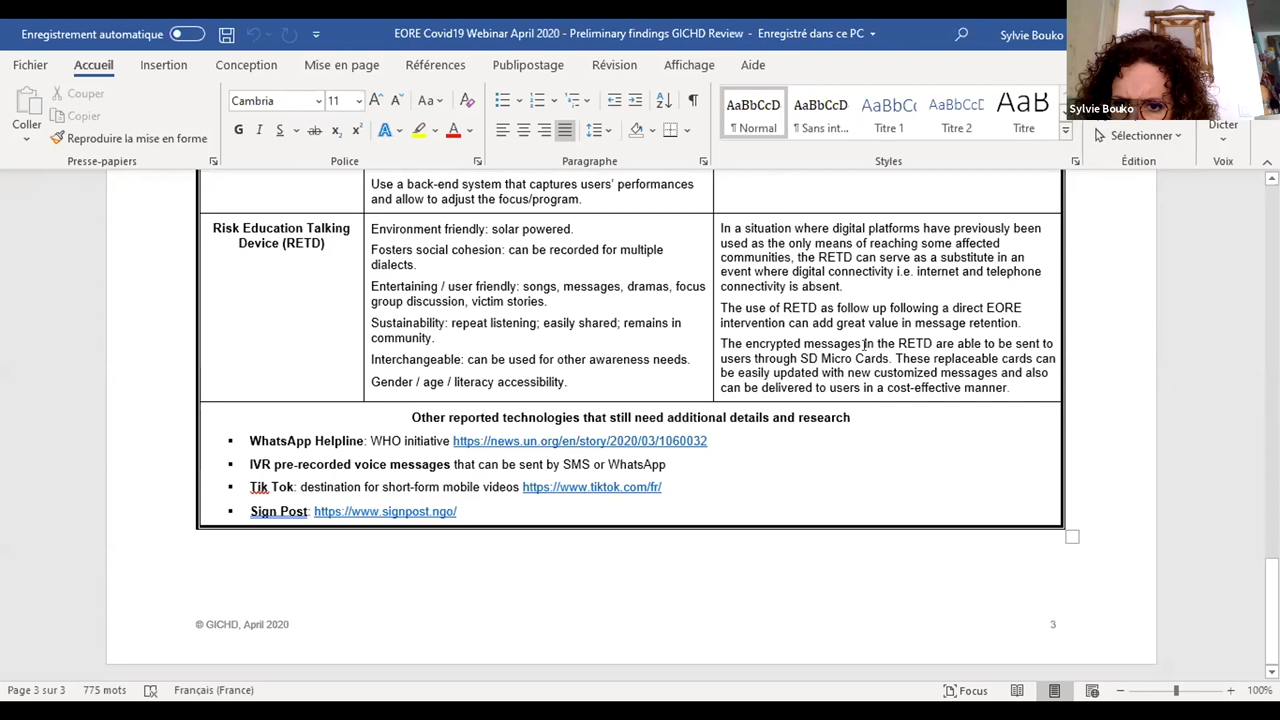 Enregistrement automatique
EORE Covid19 Webinar April 2020 - Preliminary findings GICHD Review - Enregistré dans ce PC
Sylvie Bouko
Sylvie Bouko
Fichier Accueil Insertion Conception Mise en page Références Publipostage Révision Affichage Aide
Coller
Couper
Copier
Reproduire la mise en forme
Presse-papiers
Cambria 11
Aa
G I S ab x₂ x² A A
Police
Paragraphe
AaBbCcD AaBbCcD AaBbCc AaBbCcD AaB
¶ Normal ¶ Sans int... Titre 1 Titre 2 Titre
Styles
Sélectionner
Édition
Dicter
Voix
Use a back-end system that captures users' performances
and allow to adjust the focus/program.
Risk Education Talking
Device (RETD)
Environment friendly: solar powered.
Fosters social cohesion: can be recorded for multiple
dialects.
Entertaining / user friendly: songs, messages, dramas, focus
group discussion, victim stories.
Sustainability: repeat listening; easily shared; remains in
community.
Interchangeable: can be used for other awareness needs.
Gender / age / literacy accessibility.
In a situation where digital platforms have previously been
used as the only means of reaching some affected
communities, the RETD can serve as a substitute in an
event where digital connectivity i.e. internet and telephone
connectivity is absent.
The use of RETD as follow up following a direct EORE
intervention can add great value in message retention.
The encrypted messages in the RETD are able to be sent to
users through SD Micro Cards. These replaceable cards can
be easily updated with new customized messages and also
can be delivered to users in a cost-effective manner.
Other reported technologies that still need additional details and research
▪ WhatsApp Helpline: WHO initiative https://news.un.org/en/story/2020/03/1060032
▪ IVR pre-recorded voice messages that can be sent by SMS or WhatsApp
▪ Tik Tok: destination for short-form mobile videos https://www.tiktok.com/fr/
▪ Sign Post: https://www.signpost.ngo/
© GICHD, April 2020 3
Page 3 sur 3 775 mots Français (France) Focus 100%